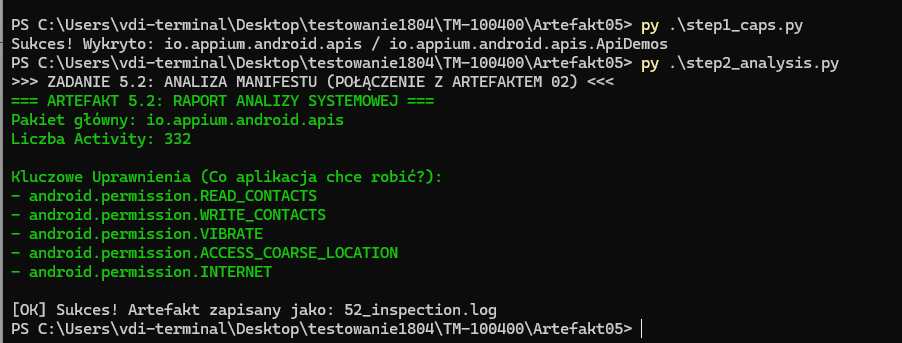 PS C:\Users\vdi-terminal\Desktop\testowanie1804\TM-100400\Artefakt05> py .\step1_caps.py
Sukces! Wykryto: io.appium.android.apis / io.appium.android.apis.ApiDemos
PS C:\Users\vdi-terminal\Desktop\testowanie1804\TM-100400\Artefakt05> py .\step2_analysis.py
>>> ZADANIE 5.2: ANALIZA MANIFESTU (POŁĄCZENIE Z ARTEFAKTEM 02) <<<
=== ARTEFAKT 5.2: RAPORT ANALIZY SYSTEMOWEJ ===
Pakiet główny: io.appium.android.apis
Liczba Activity: 332
Kluczowe Uprawnienia (Co aplikacja chce robić?):
- android.permission.READ_CONTACTS
- android.permission.WRITE_CONTACTS
- android.permission.VIBRATE
- android.permission.ACCESS_COARSE_LOCATION
- android.permission.INTERNET
[OK] Sukces! Artefakt zapisany jako: 52_inspection.log
PS C:\Users\vdi-terminal\Desktop\testowanie1804\TM-100400\Artefakt05>